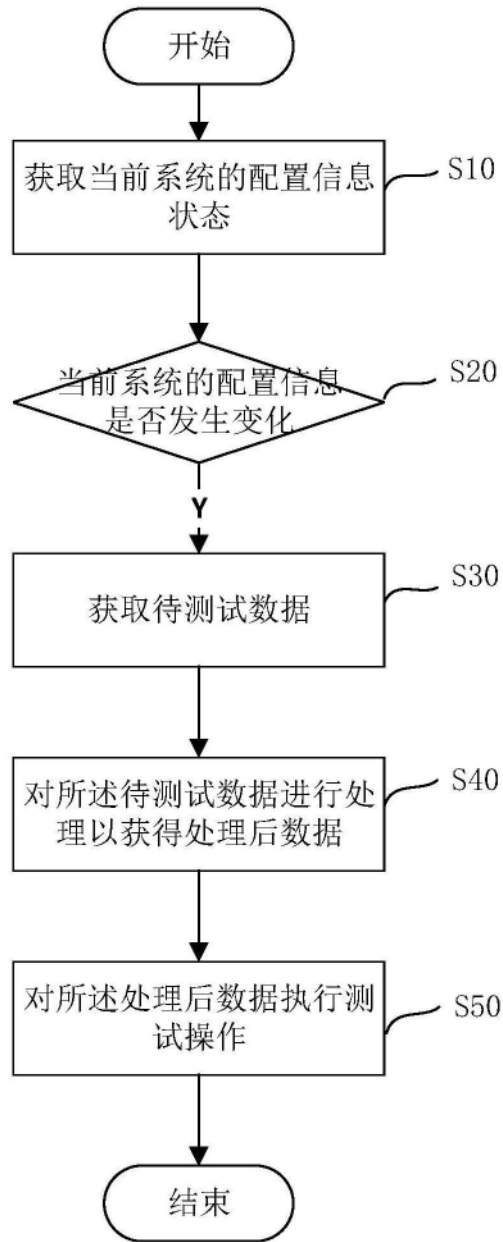 开始
获取当前系统的配置信息
状态
S10
当前系统的配置信息
是否发生变化
S20
Y
获取待测试数据
S30
对所述待测试数据进行处
理以获得处理后数据
S40
对所述处理后数据执行测
试操作
S50
结束